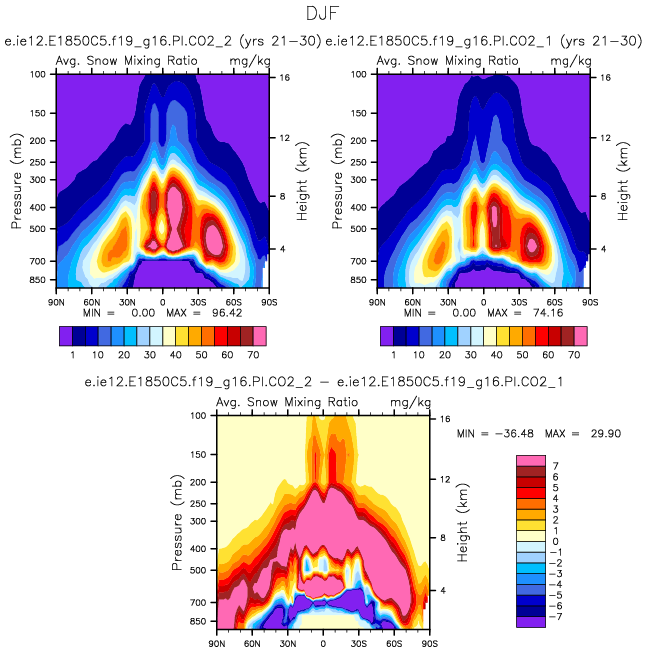 DJF
e.ie12.E1850C5.f19_g16.PI.CO2_2 (yrs 21-30) e.ie12.E1850C5.f19_g16.PI.CO2_1 (yrs 21-30)
Avg. Snow Mixing Ratio mg/kg
100
150
200
250
300
400
500
700
850
Pressure (mb)
16
12
8
4
Height (km)
90N 60N 30N 0 30S 60S 90S
MIN = 0.00 MAX = 96.42
1 10 20 30 40 50 60 70
Avg. Snow Mixing Ratio mg/kg
100
150
200
250
300
400
500
700
850
Pressure (mb)
16
12
8
4
Height (km)
90N 60N 30N 0 30S 60S 90S
MIN = 0.00 MAX = 74.16
1 10 20 30 40 50 60 70
e.ie12.E1850C5.f19_g16.PI.CO2_2 - e.ie12.E1850C5.f19_g16.PI.CO2_1
Avg. Snow Mixing Ratio mg/kg
100
150
200
250
300
400
500
700
850
Pressure (mb)
16
12
8
4
Height (km)
90N 60N 30N 0 30S 60S 90S
MIN = -36.48 MAX = 29.90
7
6
5
4
3
2
1
0
-1
-2
-3
-4
-5
-6
-7